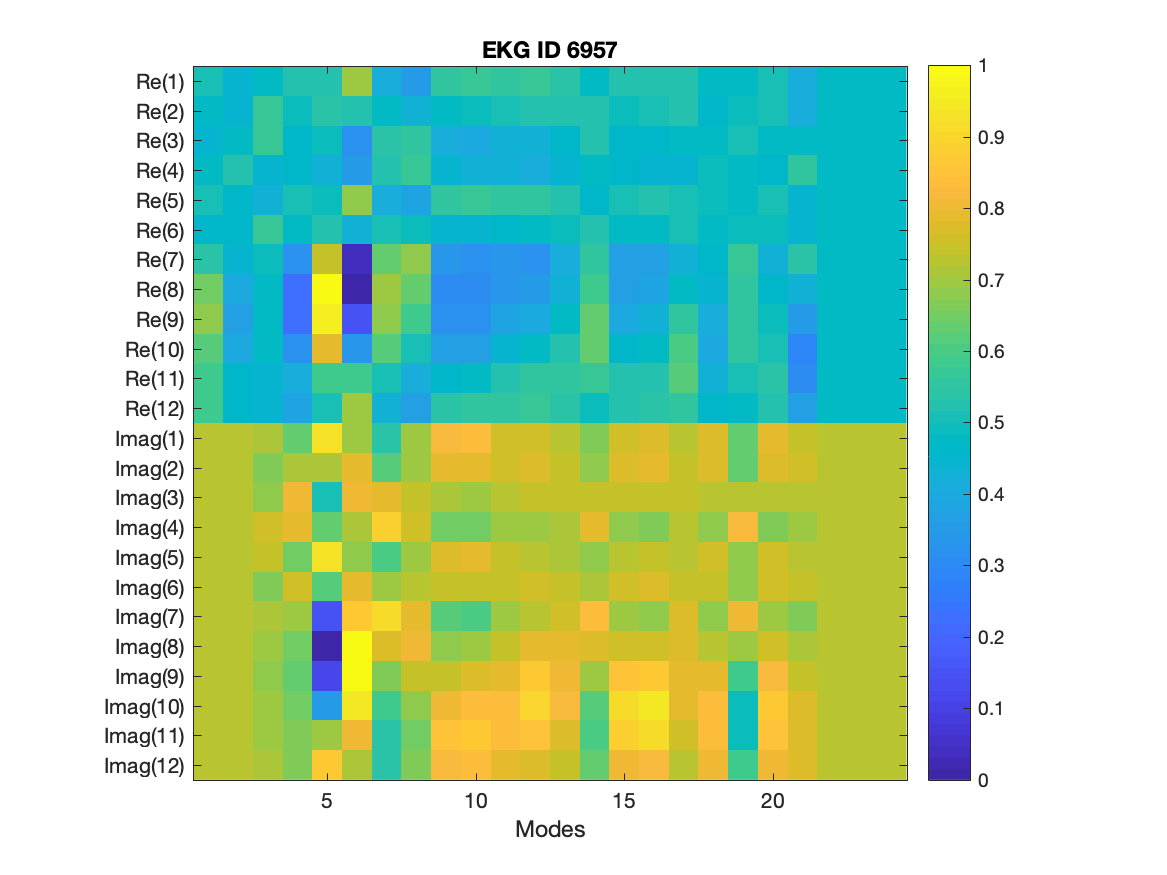 EKG ID 6957
Re(1)
Re(2)
Re(3)
Re(4)
Re(5)
Re(6)
Re(7)
Re(8)
Re(9)
Re(10)
Re(11)
Re(12)
Imag(1)
Imag(2)
Imag(3)
Imag(4)
Imag(5)
Imag(6)
Imag(7)
Imag(8)
Imag(9)
Imag(10)
Imag(11)
Imag(12)
5 10 15 20
Modes
1
0.9
0.8
0.7
0.6
0.5
0.4
0.3
0.2
0.1
0